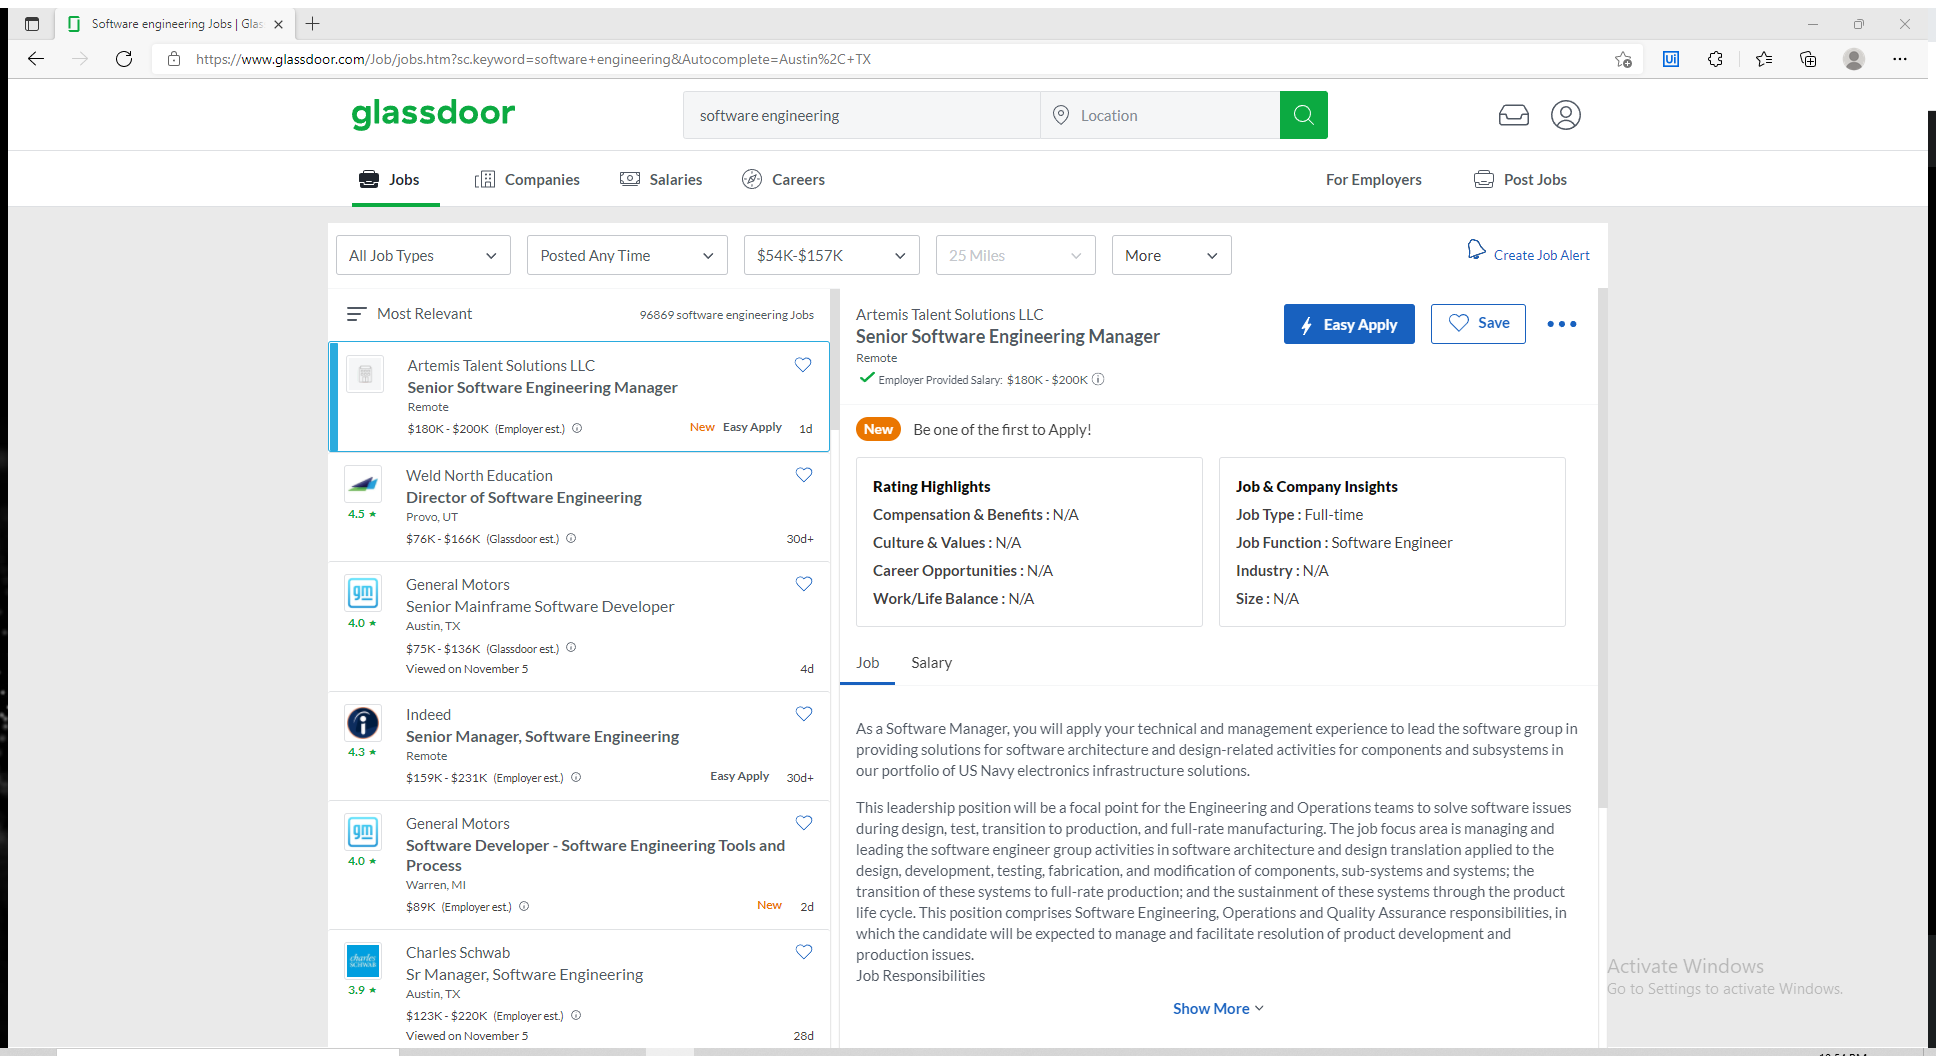 Software engineering Jobs | Glas
https://www.glassdoor.com/Job/jobs.htm?sc.keyword=software+engineering&Autocomplete=Austin%2C+TX
Ui
glassdoor
software engineering
Location
Jobs
Companies
Salaries
Careers
For Employers
Post Jobs
All Job Types
Posted Any Time
$54K-$157K
25 Miles
More
Create Job Alert
Most Relevant
96869 software engineering Jobs
Artemis Talent Solutions LLC
Senior Software Engineering Manager
Remote
$180K - $200K (Employer est.)
New Easy Apply 1d
Weld North Education
Director of Software Engineering
4.5 ★
Provo, UT
$76K - $166K (Glassdoor est.)
30d+
gm
General Motors
Senior Mainframe Software Developer
4.0 ★
Austin, TX
$75K - $136K (Glassdoor est.)
Viewed on November 5
4d
Indeed
Senior Manager, Software Engineering
4.3 ★
Remote
$159K - $231K (Employer est.)
Easy Apply 30d+
gm
General Motors
Software Developer - Software Engineering Tools and
Process
4.0 ★
Warren, MI
$89K (Employer est.)
New 2d
charles
SCHWAB
Charles Schwab
Sr Manager, Software Engineering
3.9 ★
Austin, TX
$123K - $220K (Employer est.)
Viewed on November 5
28d
Artemis Talent Solutions LLC
Senior Software Engineering Manager
Remote
Employer Provided Salary: $180K - $200K
Easy Apply
Save
New Be one of the first to Apply!
Rating Highlights
Compensation & Benefits : N/A
Culture & Values : N/A
Career Opportunities : N/A
Work/Life Balance : N/A
Job & Company Insights
Job Type : Full-time
Job Function : Software Engineer
Industry : N/A
Size : N/A
Job
Salary
As a Software Manager, you will apply your technical and management experience to lead the software group in
providing solutions for software architecture and design-related activities for components and subsystems in
our portfolio of US Navy electronics infrastructure solutions.
This leadership position will be a focal point for the Engineering and Operations teams to solve software issues
during design, test, transition to production, and full-rate manufacturing. The job focus area is managing and
leading the software engineer group activities in software architecture and design translation applied to the
design, development, testing, fabrication, and modification of components, sub-systems and systems; the
transition of these systems to full-rate production; and the sustainment of these systems through the product
life cycle. This position comprises Software Engineering, Operations and Quality Assurance responsibilities, in
which the candidate will be expected to manage and facilitate resolution of product development and
production issues.
Job Responsibilities
Show More
Activate Windows
Go to Settings to activate Windows.